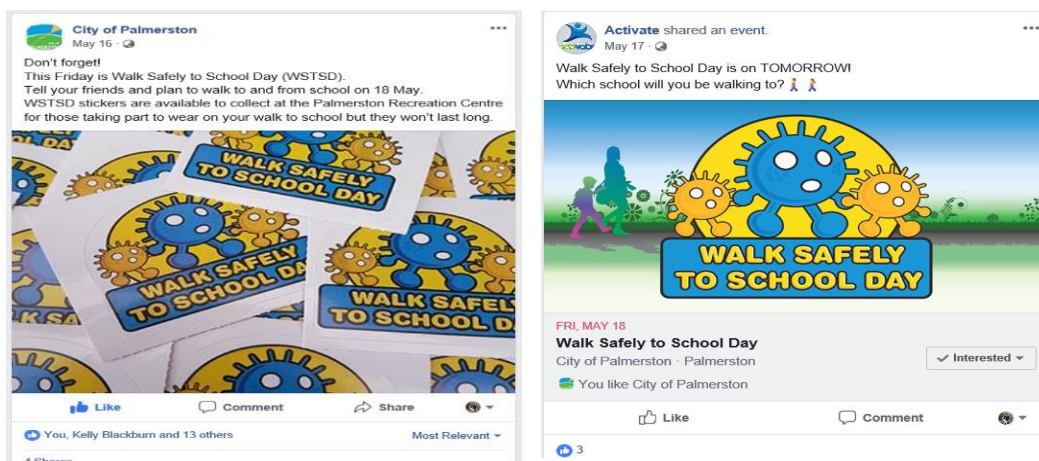 City of Palmerston
May 16 ·
Don't forget!
This Friday is Walk Safely to School Day (WSTSD).
Tell your friends and plan to walk to and from school on 18 May.
WSTSD stickers are available to collect at the Palmerston Recreation Centre
for those taking part to wear on your walk to school but they won't last long.
WALK SAFELY
TO SCHOOL DAY
WALK SAFELY
TO SCHOOL DAY
WALK SAFELY
TO SCHOOL D
Like
Comment
Share
You, Kelly Blackburn and 13 others
Most Relevant
4 Shares
Activate shared an event.
May 17 ·
Walk Safely to School Day is on TOMORROW!
Which school will you be walking to?
WALK SAFELY
TO SCHOOL DAY
FRI, MAY 18
Walk Safely to School Day
City of Palmerston · Palmerston
Interested
You like City of Palmerston
Like
Comment
3